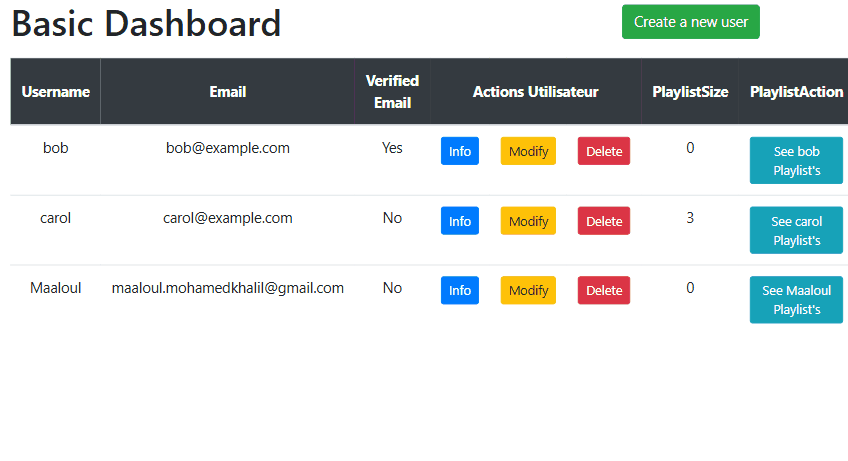 Basic Dashboard
Create a new user
Username Email Verified Email Actions Utilisateur PlaylistSize PlaylistAction
bob bob@example.com Yes Info Modify Delete 0 See bob Playlist's
carol carol@example.com No Info Modify Delete 3 See carol Playlist's
Maaloul maaloul.mohamedkhalil@gmail.com No Info Modify Delete 0 See Maaloul Playlist's